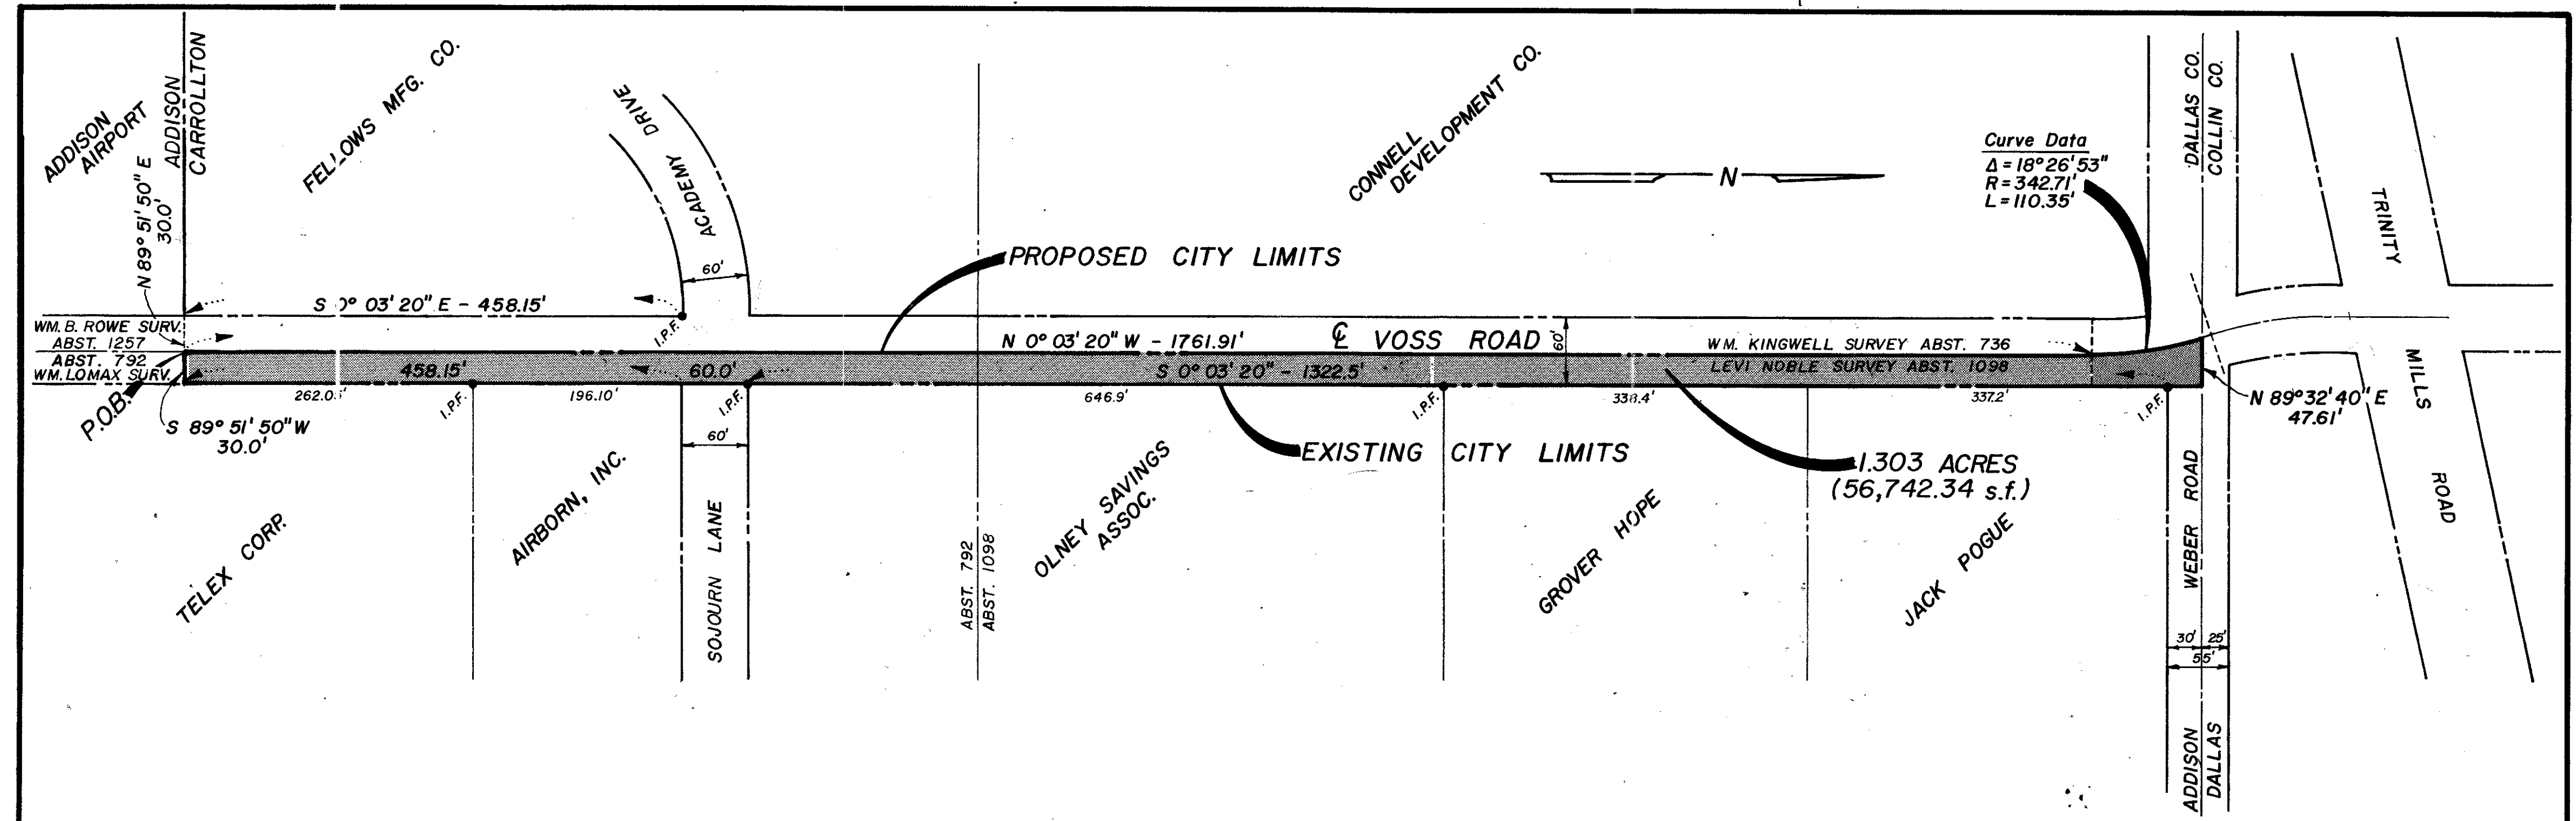 ADDISON
AIRPORT
ADDISON
CARROLLTON
N 89° 51' 50" E
30.0'
FELLOWS MFG. CO.
ACADEMY DRIVE
60'
CONNELL
DEVELOPMENT CO.
N
Curve Data
Δ = 18° 26' 53"
R = 342.71'
L = 110.35'
DALLAS CO.
COLLIN CO.
TRINITY MILLS ROAD
PROPOSED CITY LIMITS
S 0° 03' 20" E - 458.15'
I.P.F.
WM. B. ROWE SURV.
ABST. 1257
ABST. 792
WM. LOMAX SURV.
N 0° 03' 20" W - 1761.91'
℄ VOSS ROAD
60'
WM. KINGWELL SURVEY ABST. 736
LEVI NOBLE SURVEY ABST. 1098
458.15'
60.0'
S 0° 03' 20" - 1322.5'
P.O.B.
S 89° 51' 50" W
30.0'
I.P.F.
196.10'
I.P.F.
646.9'
I.P.F.
337.2'
I.P.F.
N 89° 32' 40" E
47.61'
60'
EXISTING CITY LIMITS
1.303 ACRES
(56,742.34 s.f.)
TELEX CORP.
AIRBORN, INC.
SOJOURN LANE
ABST. 792
ABST. 1098
OLNEY SAVINGS
ASSOC.
GROVER HOPE
JACK POGUE
WEBER ROAD
30' 25'
55'
ADDISON
DALLAS